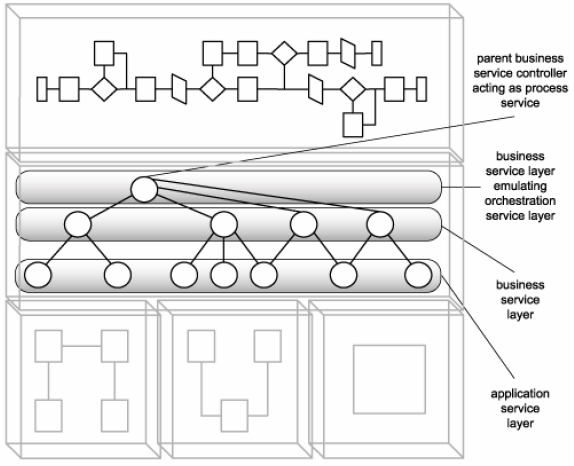 parent business
service controller
acting as process
service
business
service layer
emulating
orchestration
service layer
business
service
layer
application
service
layer